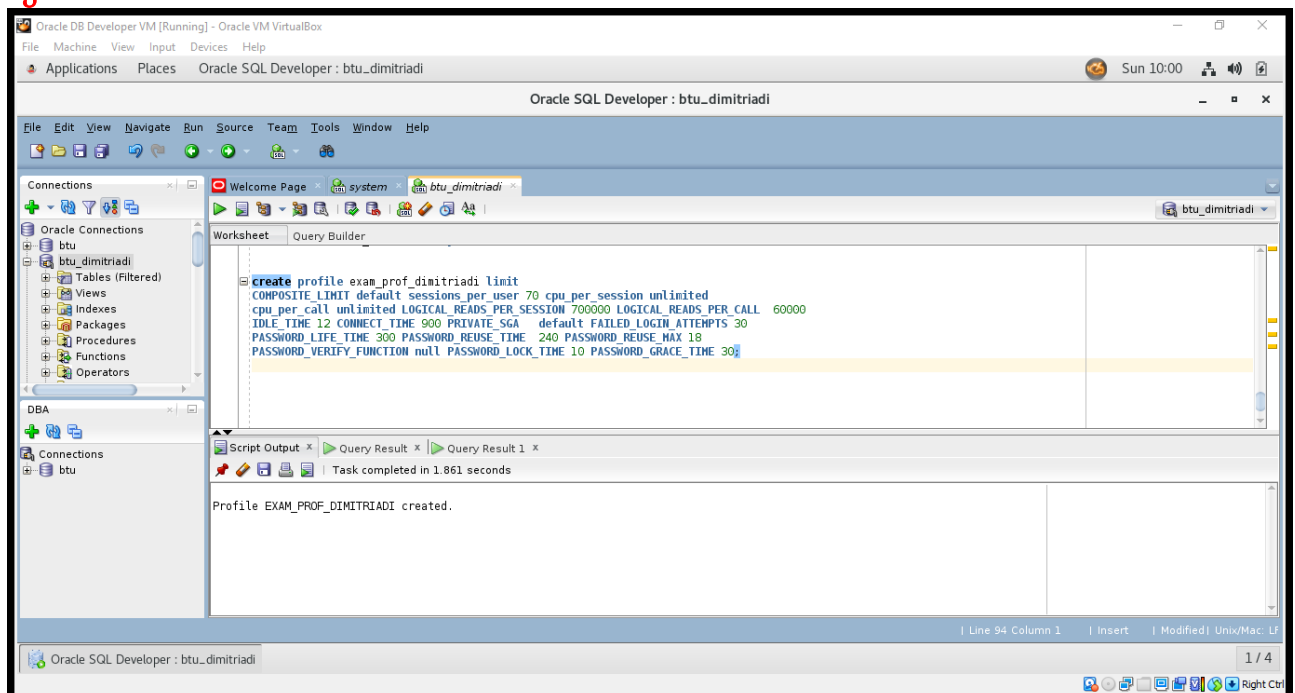 Oracle DB Developer VM [Running] - Oracle VM VirtualBox
File Machine View Input Devices Help
Applications Places Oracle SQL Developer : btu_dimitriadi Sun 10:00
Oracle SQL Developer : btu_dimitriadi
File Edit View Navigate Run Source Team Tools Window Help
Connections
Oracle Connections
btu
btu_dimitriadi
Tables (Filtered)
Views
Indexes
Packages
Procedures
Functions
Operators
DBA
Connections
btu
Welcome Page system btu_dimitriadi
btu_dimitriadi
Worksheet Query Builder
create profile exam_prof_dimitriadi limit
COMPOSITE_LIMIT default sessions_per_user 70 cpu_per_session unlimited
cpu_per_call unlimited LOGICAL_READS_PER_SESSION 700000 LOGICAL_READS_PER_CALL 60000
IDLE_TIME 12 CONNECT_TIME 900 PRIVATE_SGA default FAILED_LOGIN_ATTEMPTS 30
PASSWORD_LIFE_TIME 300 PASSWORD_REUSE_TIME 240 PASSWORD_REUSE_MAX 18
PASSWORD_VERIFY_FUNCTION null PASSWORD_LOCK_TIME 10 PASSWORD_GRACE_TIME 30;
Script Output Query Result Query Result 1
Task completed in 1.861 seconds
Profile EXAM_PROF_DIMITRIADI created.
Line 94 Column 1 | Insert | Modified | Unix/Mac: LF
Oracle SQL Developer : btu_dimitriadi 1 / 4
Right Ctrl